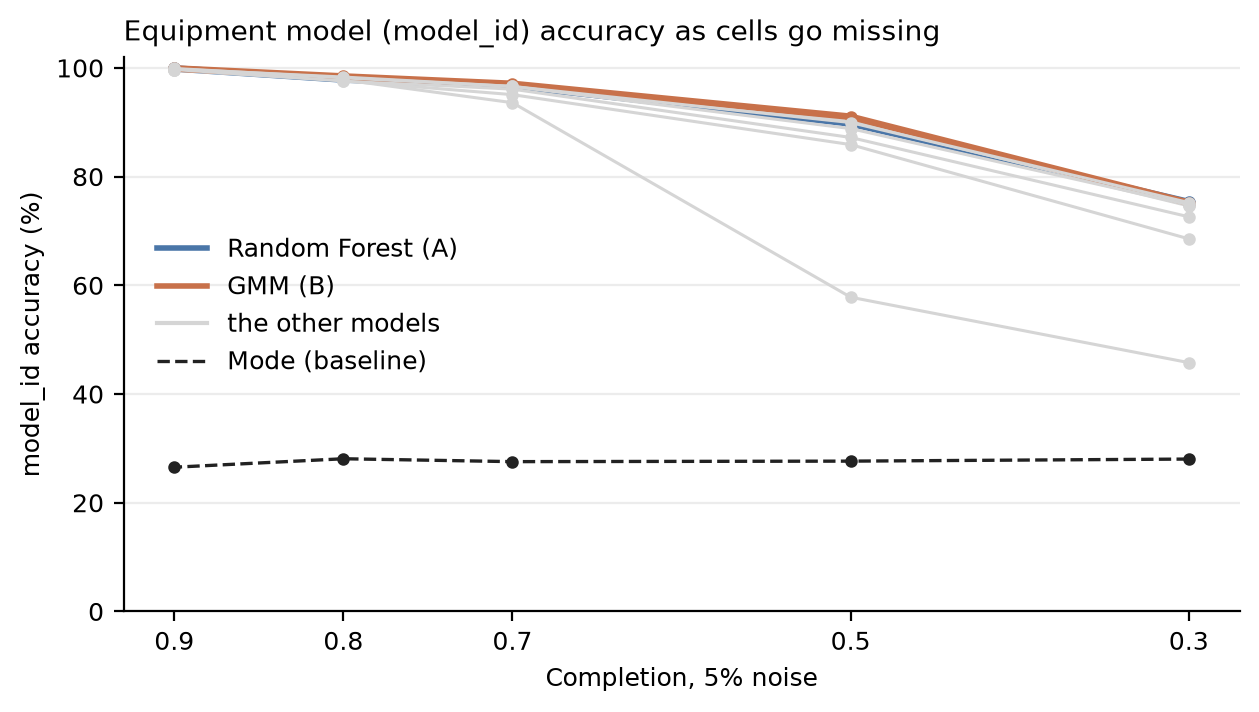 Equipment model (model_id) accuracy as cells go missing
model_id accuracy (%)
100
80
60
40
20
0
Random Forest (A)
GMM (B)
the other models
Mode (baseline)
0.9 0.8 0.7 0.5 0.3
Completion, 5% noise